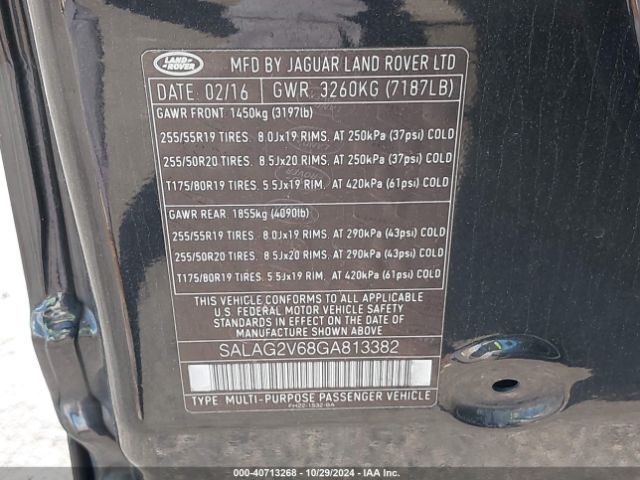 LAND ROVER
MFD BY JAGUAR LAND ROVER LTD
DATE 02/16 GWR 3260KG (7187LB)
GAWR FRONT 1450kg (3197lb)
255/55R19 TIRES. 8.0Jx19 RIMS. AT 250kPa (37psi) COLD
255/50R20 TIRES. 8.5Jx20 RIMS. AT 250kPa (37psi) COLD
T175/80R19 TIRES. 5.5Jx19 RIM. AT 420kPa (61psi) COLD
GAWR REAR 1855kg (4090lb)
255/55R19 TIRES 8.0Jx19 RIMS. AT 290kPa (43psi) COLD
255/50R20 TIRES. 8.5Jx20 RIMS. AT 290kPa (43psi) COLD
T175/80R19 TIRES. 5.5Jx19 RIM. AT 420kPa (61psi) COLD
THIS VEHICLE CONFORMS TO ALL APPLICABLE
U.S. FEDERAL MOTOR VEHICLE SAFETY STANDARDS
IN EFFECT ON THE DATE OF
MANUFACTURE SHOWN ABOVE
SALAG2V68GA813382
TYPE MULTI-PURPOSE PASSENGER VEHICLE
FH22-1532-BA
000-40713268 - 10/29/2024 - IAA Inc.